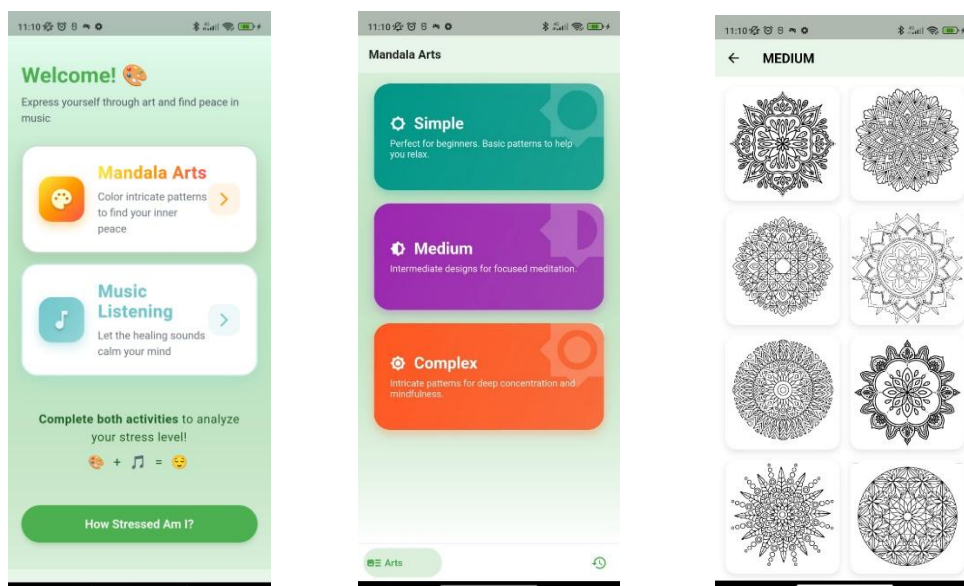 11:10
Welcome! 🎨
Express yourself through art and find peace in
music
Mandala Arts
Color intricate patterns
to find your inner
peace
Music
Listening
Let the healing sounds
calm your mind
Complete both activities to analyze
your stress level!
🎨 + 🎵 = 😌
How Stressed Am I?
11:10
Mandala Arts
Simple
Perfect for beginners. Basic patterns to help
you relax.
Medium
Intermediate designs for focused meditation.
Complex
Intricate patterns for deep concentration and
mindfulness.
Arts
11:10
MEDIUM